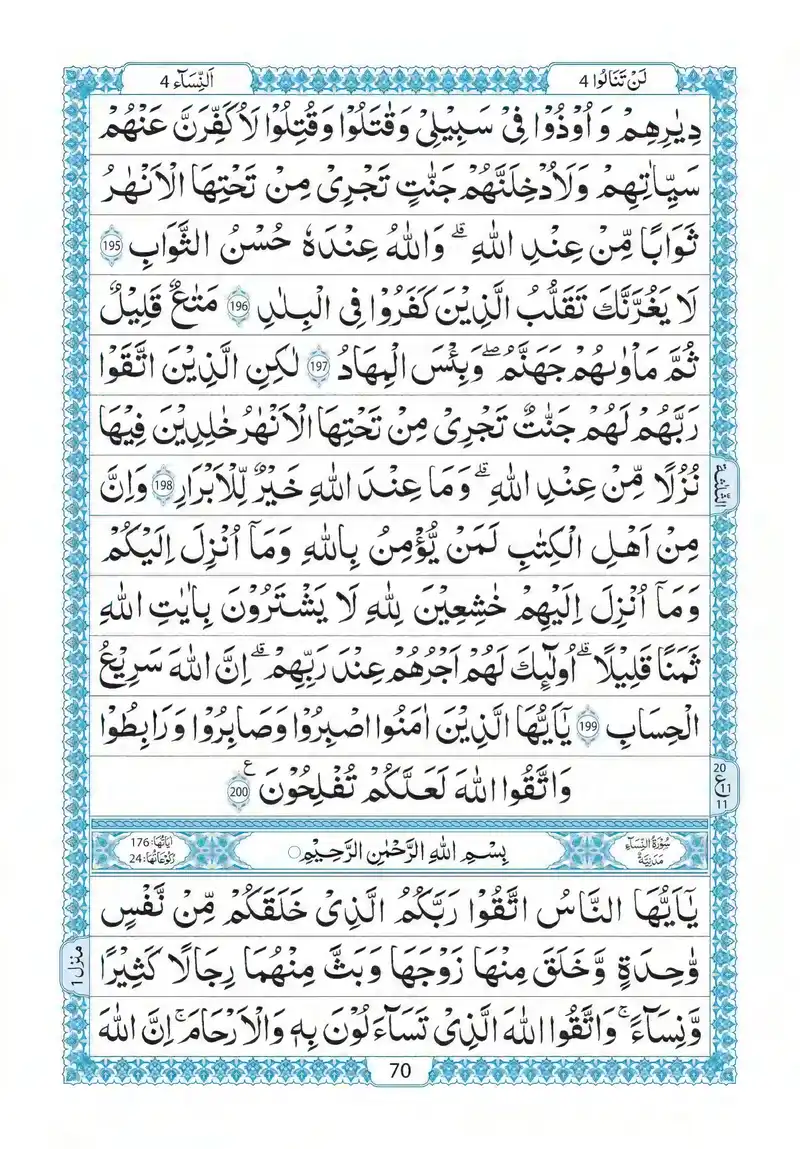 لَنْ تَنَالُوا 4
اَلنِّسَآء 4
دِيٰرِهِمْ وَاُوْذُوْا فِىْ سَبِيْلِىْ وَقٰتَلُوْا وَقُتِلُوْا لَاُكَفِّرَنَّ عَنْهُمْ
سَيِّاٰتِهِمْ وَلَاُدْخِلَنَّهُمْ جَنّٰتٍ تَجْرِىْ مِنْ تَحْتِهَا الْاَنْهٰرُ
ثَوَابًا مِّنْ عِنْدِ اللّٰهِ ؕ وَاللّٰهُ عِنْدَهٗ حُسْنُ الثَّوَابِ 195
لَا يَغُرَّنَّكَ تَقَلُّبُ الَّذِيْنَ كَفَرُوْا فِى الْبِلَادِ 196 مَتَاعٌ قَلِيْلٌ
ثُمَّ مَاْوٰىهُمْ جَهَنَّمُ ؕ وَبِئْسَ الْمِهَادُ 197 لٰكِنِ الَّذِيْنَ اتَّقَوْا
رَبَّهُمْ لَهُمْ جَنّٰتٌ تَجْرِىْ مِنْ تَحْتِهَا الْاَنْهٰرُ خٰلِدِيْنَ فِيْهَا
نُزُلًا مِّنْ عِنْدِ اللّٰهِ ؕ وَمَا عِنْدَ اللّٰهِ خَيْرٌ لِّلْاَبْرَارِ 198 وَاِنَّ
مِنْ اَهْلِ الْكِتٰبِ لَمَنْ يُّؤْمِنُ بِاللّٰهِ وَمَاۤ اُنْزِلَ اِلَيْكُمْ
وَمَاۤ اُنْزِلَ اِلَيْهِمْ خٰشِعِيْنَ لِلّٰهِ لَا يَشْتَرُوْنَ بِاٰيٰتِ اللّٰهِ
ثَمَنًا قَلِيْلًا ؕ اُولٰٓئِكَ لَهُمْ اَجْرُهُمْ عِنْدَ رَبِّهِمْ ؕ اِنَّ اللّٰهَ سَرِيْعُ
الْحِسَابِ 199 يٰۤاَيُّهَا الَّذِيْنَ اٰمَنُوا اصْبِرُوْا وَصَابِرُوْا وَرَابِطُوْا
وَاتَّقُوا اللّٰهَ لَعَلَّكُمْ تُفْلِحُوْنَ 200 ع
20
ع 11
11
سُوْرَةُ النِّسَآءِ
مَدَنِيَّةٌ
بِسْمِ اللّٰهِ الرَّحْمٰنِ الرَّحِيْمِ
اٰيَاتُهَا: 176
رُكُوْعَاتُهَا: 24
يٰۤاَيُّهَا النَّاسُ اتَّقُوْا رَبَّكُمُ الَّذِىْ خَلَقَكُمْ مِّنْ نَّفْسٍ
وَّاحِدَةٍ وَّخَلَقَ مِنْهَا زَوْجَهَا وَبَثَّ مِنْهُمَا رِجَالًا كَثِيْرًا
منزل 1
وَّنِسَآءً ۚ وَاتَّقُوا اللّٰهَ الَّذِىْ تَسَآءَلُوْنَ بِهٖ وَالْاَرْحَامَ ؕ اِنَّ اللّٰهَ
70